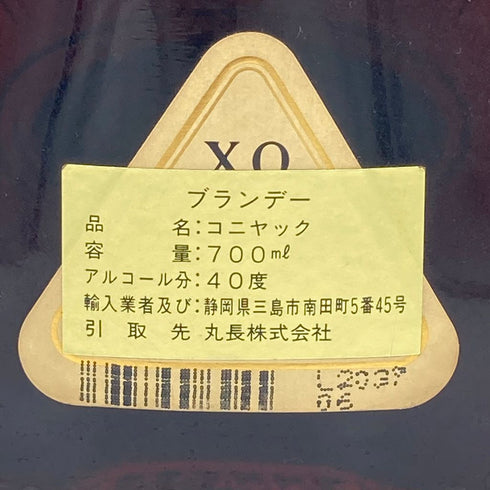 XO
ブランデー
品 名:コニヤック
容 量:700ml
アルコール分:40度
輸入業者及び:静岡県三島市南田町5番45号
引取先 丸長株式会社
L2037
06